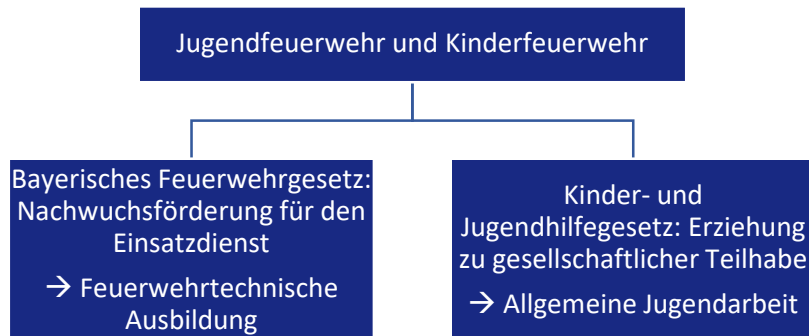 Jugendfeuerwehr und Kinderfeuerwehr
Bayerisches Feuerwehrgesetz:
Nachwuchsförderung für den
Einsatzdienst
→ Feuerwehrtechnische
Ausbildung
Kinder- und
Jugendhilfegesetz: Erziehung
zu gesellschaftlicher Teilhabe
→ Allgemeine Jugendarbeit